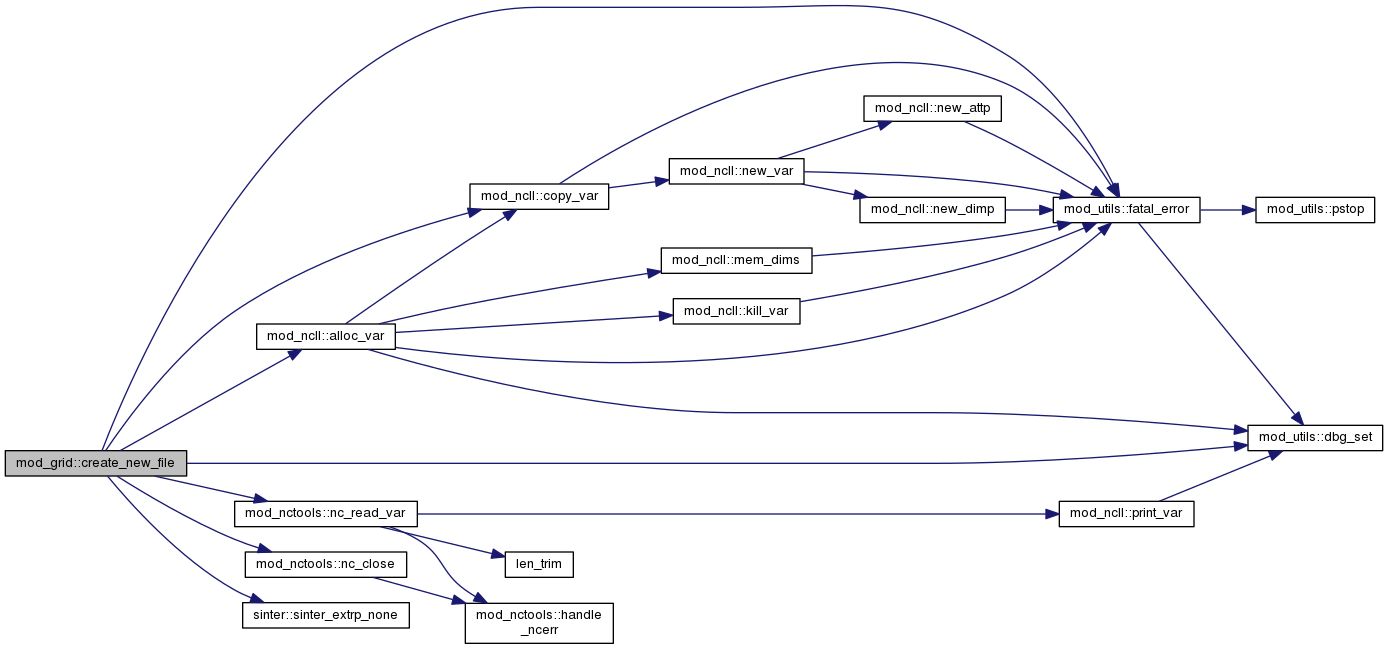 mod_ncll::new_attp
mod_ncll::new_var
mod_ncll::copy_var
mod_ncll::new_dimp
mod_utils::fatal_error
mod_utils::pstop
mod_ncll::mem_dims
mod_ncll::kill_var
mod_ncll::alloc_var
mod_utils::dbg_set
mod_grid::create_new_file
mod_nctools::nc_read_var
mod_ncll::print_var
mod_nctools::nc_close
len_trim
sinter::sinter_extrp_none
mod_nctools::handle
_ncerr